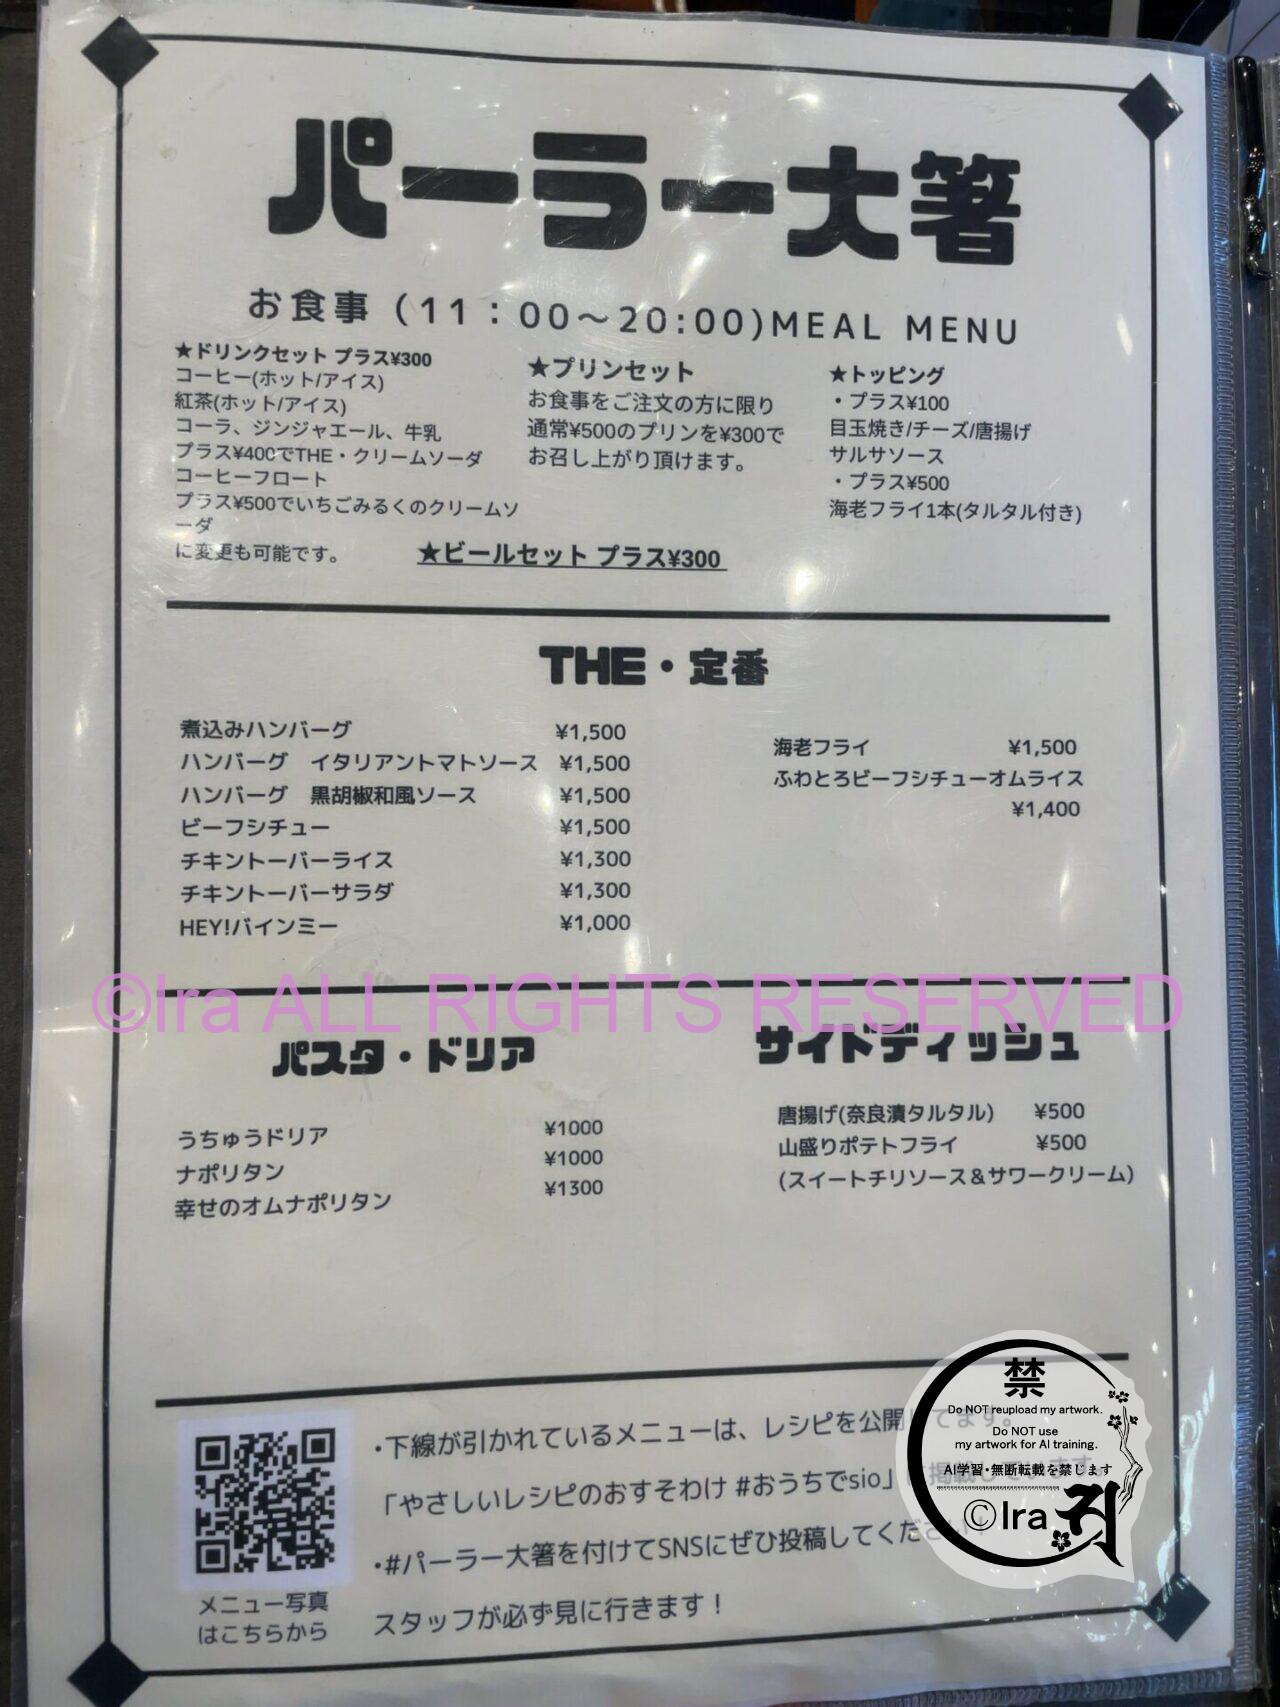 パーラー大箸
お食事（11：00～20:00)MEAL MENU
★ドリンクセット プラス¥300
コーヒー(ホット/アイス)
紅茶(ホット/アイス)
コーラ、ジンジャエール、牛乳
プラス¥400でTHE・クリームソーダ
コーヒーフロート
プラス¥500でいちごみるくのクリームソ
ーダ
に変更も可能です。
★プリンセット
お食事をご注文の方に限り
通常¥500のプリンを¥300で
お召し上がり頂けます。
★トッピング
・プラス¥100
目玉焼き/チーズ/唐揚げ
サルサソース
・プラス¥500
海老フライ1本(タルタル付き)
★ビールセット プラス¥300
THE・定番
煮込みハンバーグ ¥1,500
ハンバーグ　イタリアントマトソース ¥1,500
ハンバーグ　黒胡椒和風ソース ¥1,500
ビーフシチュー ¥1,500
チキントーバーライス ¥1,300
チキントーバーサラダ ¥1,300
HEY!バインミー ¥1,000
海老フライ ¥1,500
ふわとろビーフシチューオムライス
¥1,400
©Ira ALL RIGHTS RESERVED
パスタ・ドリア
うちゅうドリア ¥1000
ナポリタン ¥1000
幸せのオムナポリタン ¥1300
サイドディッシュ
唐揚げ(奈良漬タルタル) ¥500
山盛りポテトフライ ¥500
(スイートチリソース＆サワークリーム)
・下線が引かれているメニューは、レシピを公開してます。
「やさしいレシピのおすそわけ #おうちでsio」に掲載しています。
・#パーラー大箸を付けてSNSにぜひ投稿してください
スタッフが必ず見に行きます！
メニュー写真
はこちらから
禁
Do NOT reupload my artwork.
Do NOT use
my artwork for AI training.
AI学習・無断転載を禁じます
©Ira